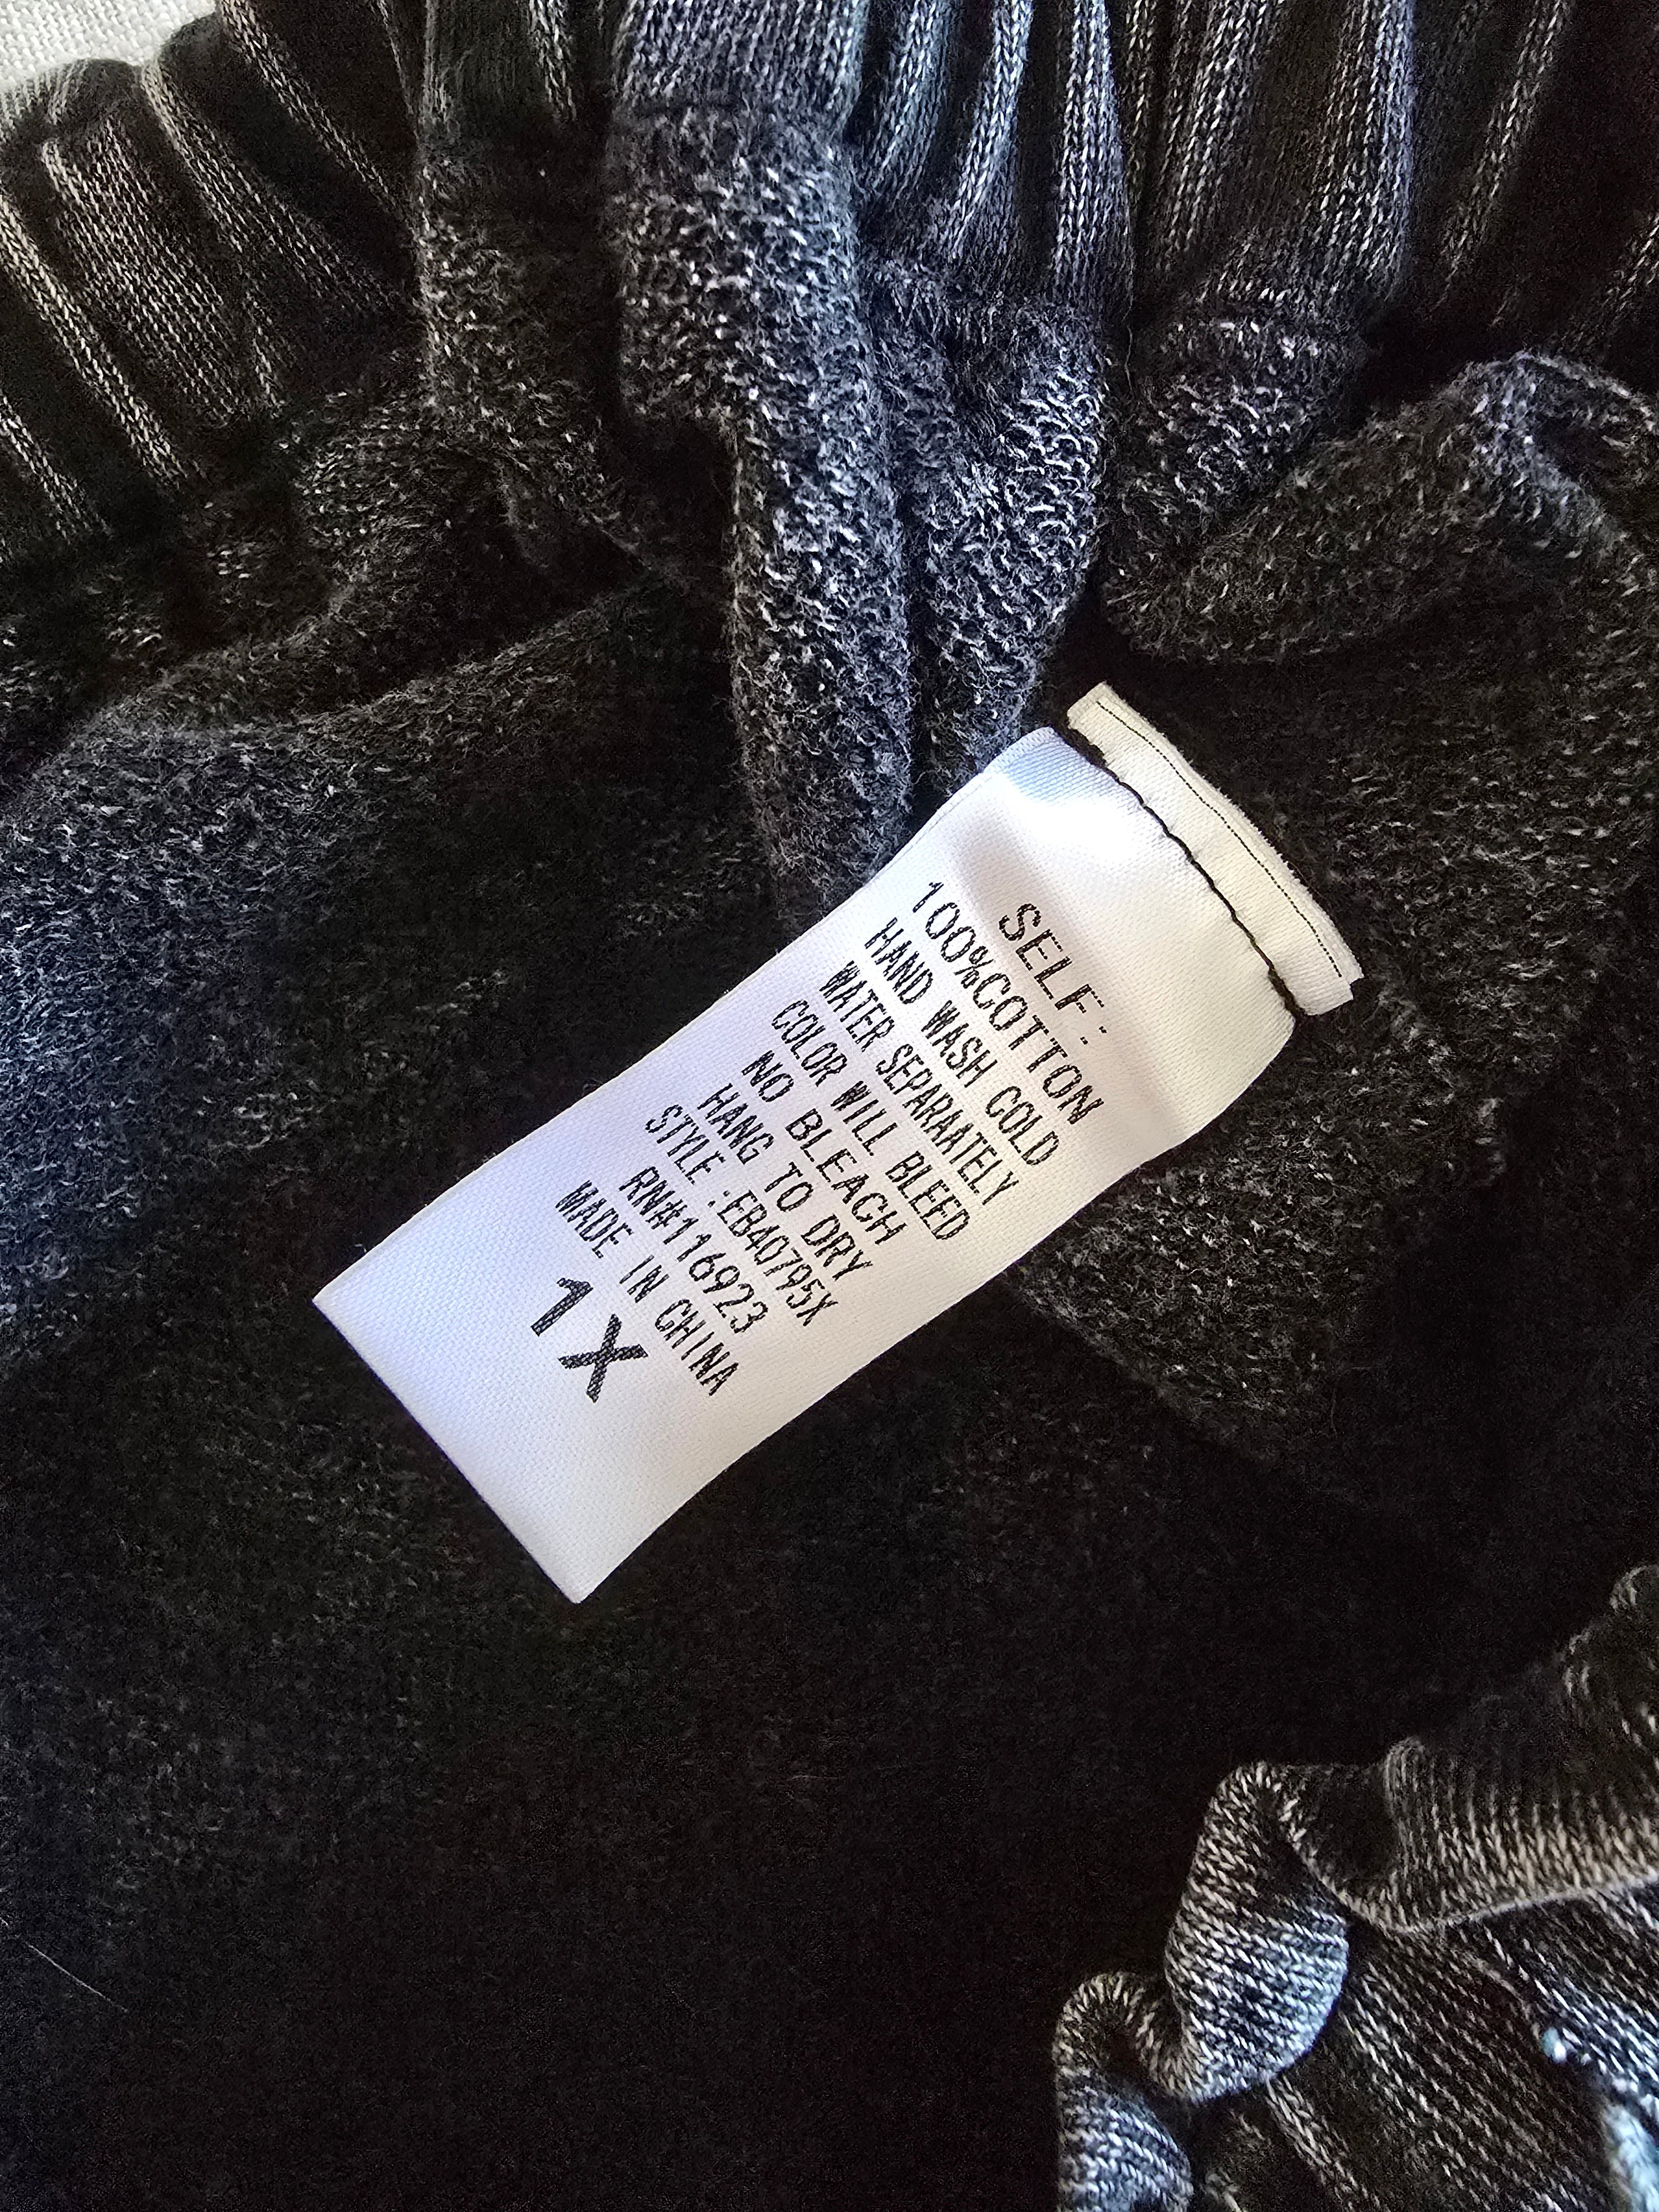 SELF:
100%COTTON
HAND WASH COLD
WATER SEPARAATELY
COLOR WILL BLEED
NO BLEACH
HANG TO DRY
STYLE :EB40795X
RN#116923
MADE IN CHINA
1X